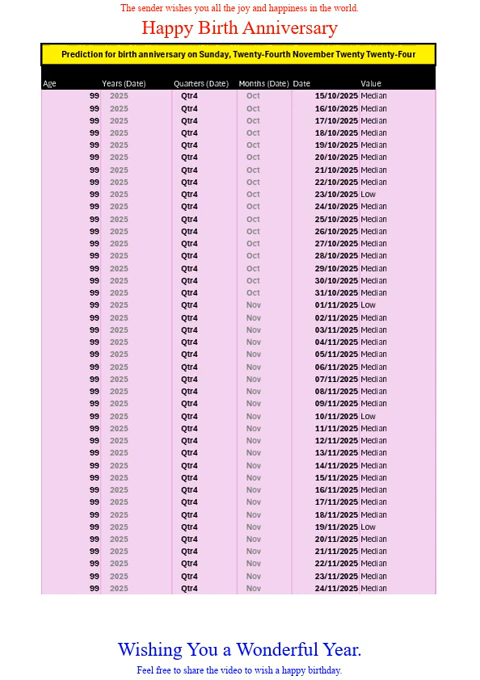 The sender wishes you all the joy and happiness in the world.
Happy Birth Anniversary
Prediction for birth anniversary on Sunday, Twenty-Fourth November Twenty Twenty-Four
Age Years (Date) Quarters (Date) Months (Date) Date Value
99 2025 Qtr4 Oct 15/10/2025 Median
99 2025 Qtr4 Oct 16/10/2025 Median
99 2025 Qtr4 Oct 17/10/2025 Median
99 2025 Qtr4 Oct 18/10/2025 Median
99 2025 Qtr4 Oct 19/10/2025 Median
99 2025 Qtr4 Oct 20/10/2025 Median
99 2025 Qtr4 Oct 21/10/2025 Median
99 2025 Qtr4 Oct 22/10/2025 Median
99 2025 Qtr4 Oct 23/10/2025 Low
99 2025 Qtr4 Oct 24/10/2025 Median
99 2025 Qtr4 Oct 25/10/2025 Median
99 2025 Qtr4 Oct 26/10/2025 Median
99 2025 Qtr4 Oct 27/10/2025 Median
99 2025 Qtr4 Oct 28/10/2025 Median
99 2025 Qtr4 Oct 29/10/2025 Median
99 2025 Qtr4 Oct 30/10/2025 Median
99 2025 Qtr4 Oct 31/10/2025 Median
99 2025 Qtr4 Nov 01/11/2025 Low
99 2025 Qtr4 Nov 02/11/2025 Median
99 2025 Qtr4 Nov 03/11/2025 Median
99 2025 Qtr4 Nov 04/11/2025 Median
99 2025 Qtr4 Nov 05/11/2025 Median
99 2025 Qtr4 Nov 06/11/2025 Median
99 2025 Qtr4 Nov 07/11/2025 Median
99 2025 Qtr4 Nov 08/11/2025 Median
99 2025 Qtr4 Nov 09/11/2025 Median
99 2025 Qtr4 Nov 10/11/2025 Low
99 2025 Qtr4 Nov 11/11/2025 Median
99 2025 Qtr4 Nov 12/11/2025 Median
99 2025 Qtr4 Nov 13/11/2025 Median
99 2025 Qtr4 Nov 14/11/2025 Median
99 2025 Qtr4 Nov 15/11/2025 Median
99 2025 Qtr4 Nov 16/11/2025 Median
99 2025 Qtr4 Nov 17/11/2025 Median
99 2025 Qtr4 Nov 18/11/2025 Median
99 2025 Qtr4 Nov 19/11/2025 Low
99 2025 Qtr4 Nov 20/11/2025 Median
99 2025 Qtr4 Nov 21/11/2025 Median
99 2025 Qtr4 Nov 22/11/2025 Median
99 2025 Qtr4 Nov 23/11/2025 Median
99 2025 Qtr4 Nov 24/11/2025 Median
Wishing You a Wonderful Year.
Feel free to share the video to wish a happy birthday.